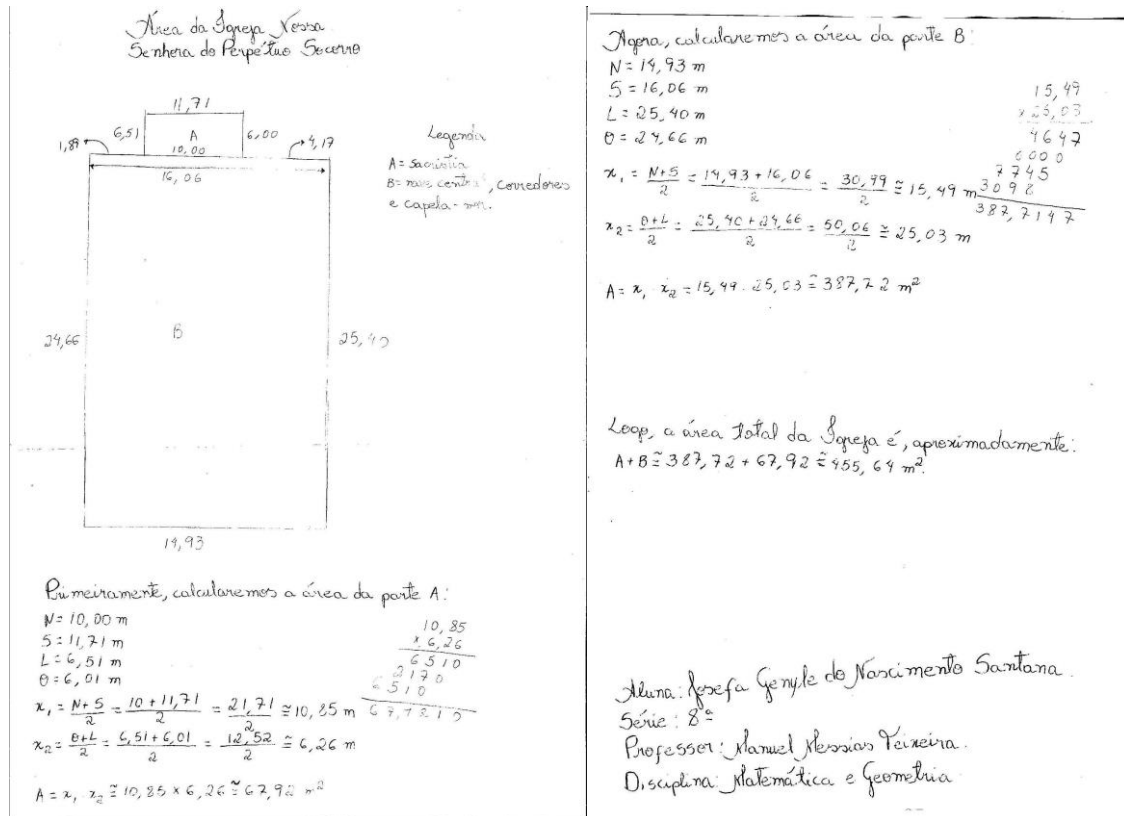 Área da Igreja Nossa
Senhora do Perpétuo Socorro
11,71
6,51
A
6,00
10,00
1,89
4,17
16,06
Legenda
A = Sacristia
B = nave central, corredores
e capela-mor.
24,66
B
25,40
14,93
Primeiramente, calcularemos a área da parte A:
N = 10,00 m
S = 11,71 m
L = 6,51 m
O = 6,01 m
x₁ = N+S/2 = 10+11,71/2 = 21,71/2 ≅ 10,85 m
x₂ = O+L/2 = 6,51+6,01/2 = 12,52/2 ≅ 6,26 m
A = x₁ x₂ ≅ 10,85 x 6,26 ≅ 67,92 m²
10,85
x 6,26
6510
2170
6510
67,9210
Agora, calcularemos a área da parte B:
N = 14,93 m
S = 16,06 m
L = 25,40 m
O = 24,66 m
x₁ = N+S/2 = 14,93+16,06/2 = 30,99/2 ≅ 15,49 m
x₂ = O+L/2 = 25,40+24,66/2 = 50,06/2 ≅ 25,03 m
A = x₁ x₂ = 15,49 . 25,03 ≅ 387,72 m²
15,49
x 25,03
4647
0000
7745
3098
387,7147
Logo, a área total da Igreja é, aproximadamente:
A+B ≅ 387,72 + 67,92 ≅ 455,64 m².
Aluna: Josefa Genyle do Nascimento Santana.
Série: 8ª
Professor: Manuel Messias Teixeira.
Disciplina: Matemática e Geometria